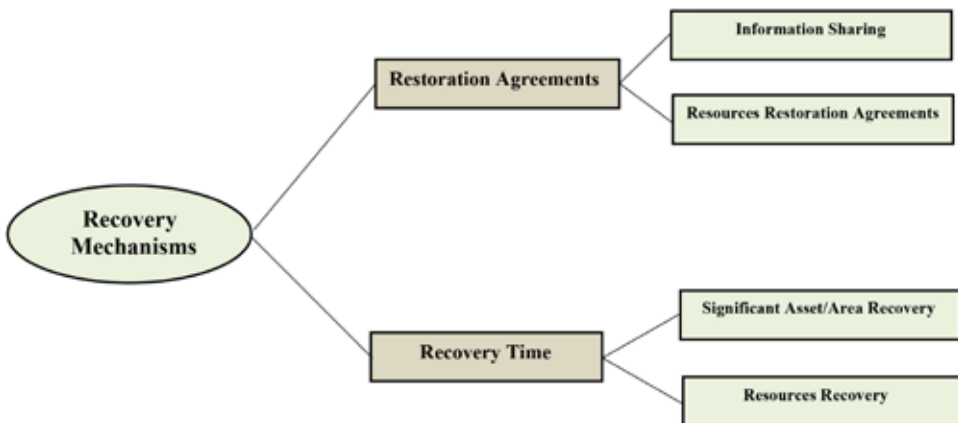 Information Sharing
Restoration Agreements
Resources Restoration Agreements
Recovery
Mechanisms
Significant Asset/Area Recovery
Recovery Time
Resources Recovery